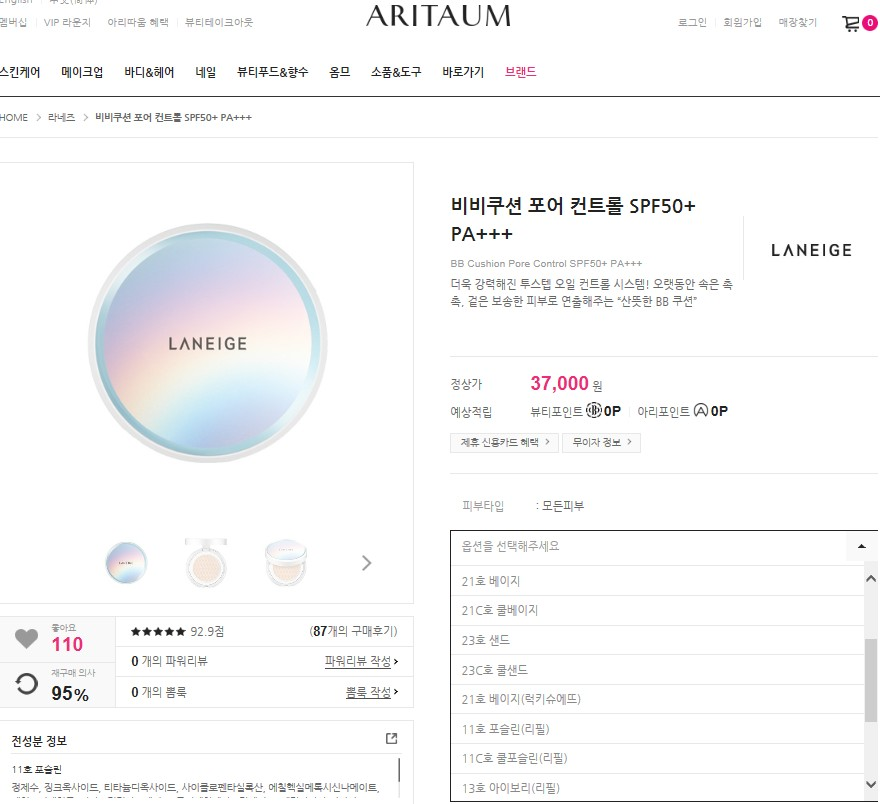 멤버십 VIP 라운지 아리따움 혜택 뷰티테이크아웃
ARITAUM
로그인 회원가입 매장찾기 0
스킨케어 메이크업 바디&헤어 네일 뷰티푸드&향수 옴므 소품&도구 바로가기 브랜드
HOME > 라네즈 > 비비쿠션 포어 컨트롤 SPF50+ PA+++
LANEIGE
비비쿠션 포어 컨트롤 SPF50+
PA+++
LANEIGE
BB Cushion Pore Control SPF50+ PA+++
더욱 강력해진 투스텝 오일 컨트롤 시스템! 오랫동안 속은 촉
촉, 겉은 보송한 피부로 연출해주는 “산뜻한 BB 쿠션”
정상가 37,000 원
예상적립 뷰티포인트 0P 아리포인트 0P
제휴 신용카드 혜택 > 무이자 정보 >
피부타입 : 모든피부
옵션을 선택해주세요
21호 베이지
21C호 쿨베이지
23호 샌드
23C호 쿨샌드
21호 베이지(럭키슈에뜨)
11호 포슬린(리필)
11C호 쿨포슬린(리필)
13호 아이보리(리필)
좋아요
110
재구매 의사
95%
★★★★★ 92.9점 (87개의 구매후기)
0 개의 파워리뷰 파워리뷰 작성 >
0 개의 뽐록 뽐록 작성 >
전성분 정보
11호 포슬린
정제수, 징크옥사이드, 티타늄디옥사이드, 사이클로펜타실록산, 에칠헥실메톡시신나메이트,